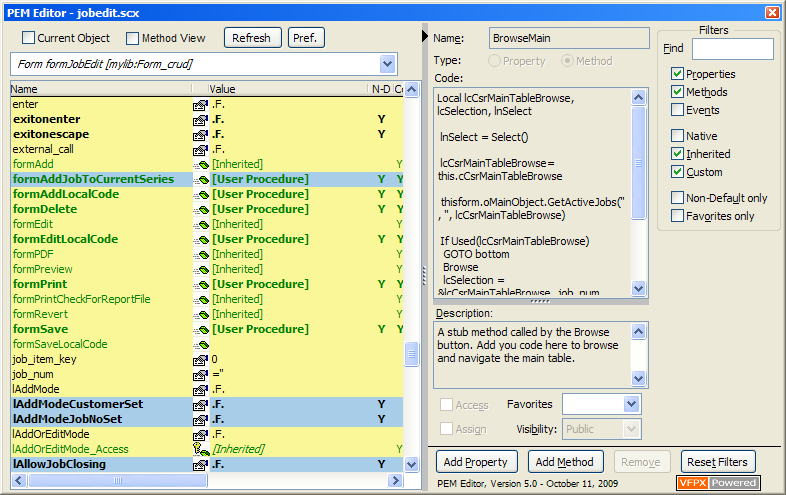 PEM Editor - jobedit.scx
Current Object
Method View
Refresh
Pref.
Form formJobEdit [mylib:Form_crud]
Name Value N-D Co
enter .F.
exitonenter .F. Y
exitonescape .F. Y
external_call .F.
formAdd [Inherited] Y
formAddJobToCurrentSeries [User Procedure] Y Y
formAddLocalCode [User Procedure] Y Y
formDelete [User Procedure] Y Y
formEdit [Inherited] Y
formEditLocalCode [User Procedure] Y Y
formPDF [Inherited] Y
formPreview [Inherited] Y
formPrint [User Procedure] Y Y
formPrintCheckForReportFile [Inherited] Y
formRevert [Inherited] Y
formSave [User Procedure] Y Y
formSaveLocalCode
job_item_key 0
job_num =''
lAddMode .F.
lAddModeCustomerSet .F. Y
lAddModeJobNoSet .F. Y
lAddOrEditMode .F.
lAddOrEditMode_Access [Inherited] Y
lAllowJobClosing .F. Y
Name: BrowseMain
Type: Property Method
Code:
Local lcCsrMainTableBrowse,
lcSelection, lnSelect
lnSelect = Select()
lcCsrMainTableBrowse=
this.cCsrMainTableBrowse
thisform.oMainObject.GetActiveJobs("
, ", lcCsrMainTableBrowse)
If Used(lcCsrMainTableBrowse)
GOTO bottom
Browse
lcSelection =
&lcCsrMainTableBrowse..job_num
Description:
A stub method called by the Browse
button. Add you code here to browse
and navigate the main table.
Access
Favorites
Assign
Visibility: Public
Add Property
Add Method
Remove
Reset Filters
PEM Editor, Version 5.0 - October 11, 2009
VFPX Powered
Filters
Find
Properties
Methods
Events
Native
Inherited
Custom
Non-Default only
Favorites only